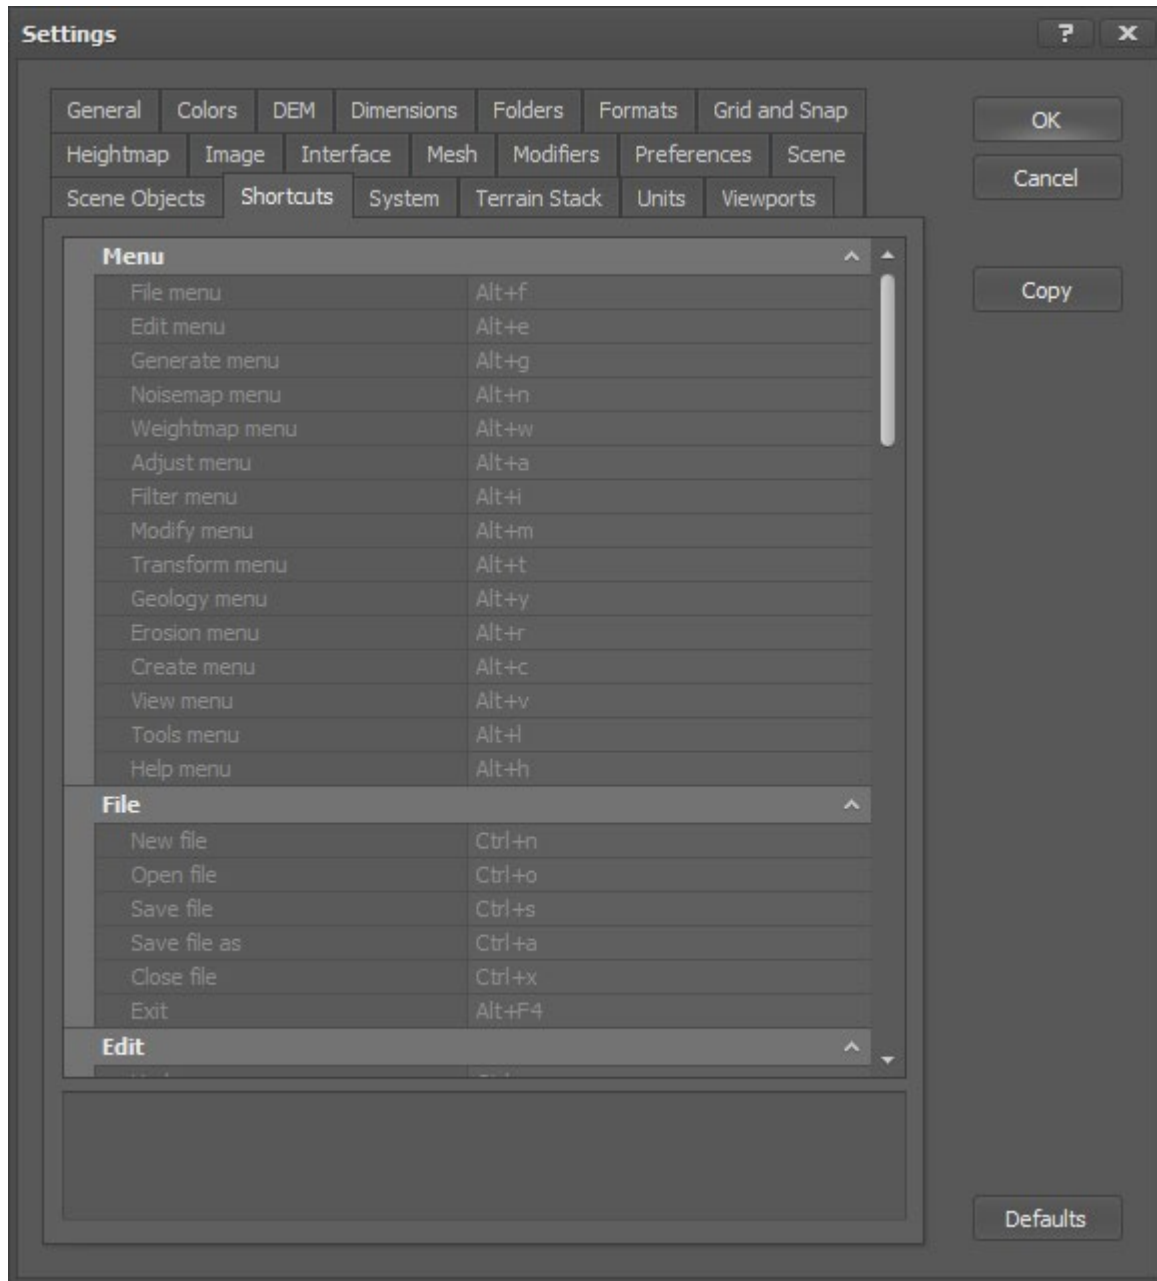 Settings
General Colors DEM Dimensions Folders Formats Grid and Snap
Heightmap Image Interface Mesh Modifiers Preferences Scene
Scene Objects Shortcuts System Terrain Stack Units Viewports
OK
Cancel
Copy
Menu
File menu Alt+f
Edit menu Alt+e
Generate menu Alt+g
Noisemap menu Alt+n
Weightmap menu Alt+w
Adjust menu Alt+a
Filter menu Alt+i
Modify menu Alt+m
Transform menu Alt+t
Geology menu Alt+y
Erosion menu Alt+r
Create menu Alt+c
View menu Alt+v
Tools menu Alt+l
Help menu Alt+h
File
New file Ctrl+n
Open file Ctrl+o
Save file Ctrl+s
Save file as Ctrl+a
Close file Ctrl+x
Exit Alt+F4
Edit
Defaults